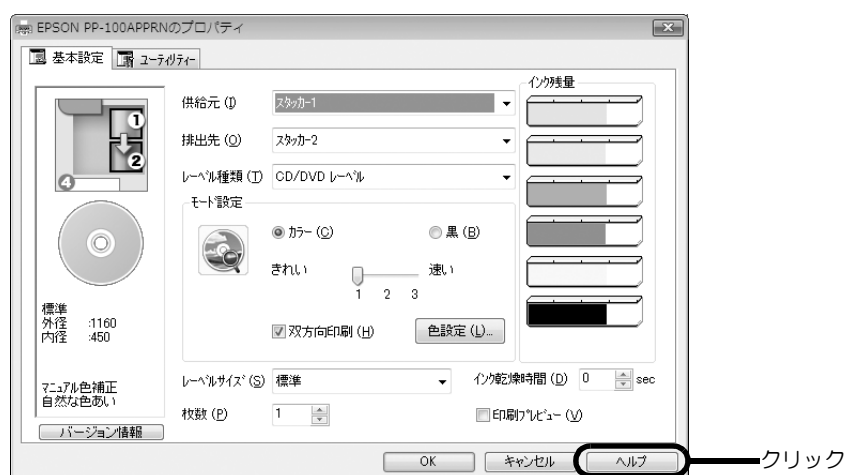 EPSON PP-100APPRNのプロパティ
基本設定 ユーティリティー
1
2
4
標準
外径 :1160
内径 :450
マニュアル色補正
自然な色あい
バージョン情報
供給元 (I) スタッカー1
排出先 (O) スタッカー2
レーベル種類 (T) CD/DVD レーベル
モード設定
カラー (C) 黒 (B)
きれい 速い
1 2 3
双方向印刷 (H) 色設定 (L)...
レーベルサイズ (S) 標準
枚数 (P) 1
インク残量
インク乾燥時間 (D) 0 sec
印刷プレビュー (V)
OK キャンセル ヘルプ
クリック